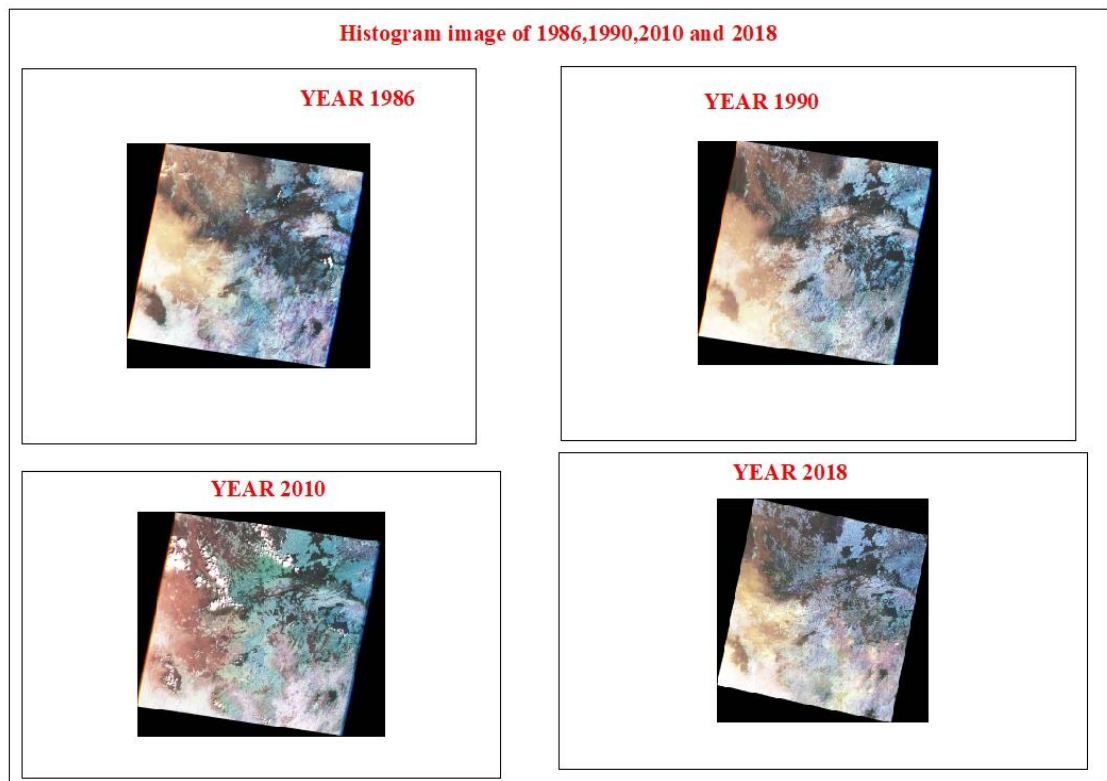 Histogram image of 1986,1990,2010 and 2018
YEAR 1986
YEAR 1990
YEAR 2010
YEAR 2018